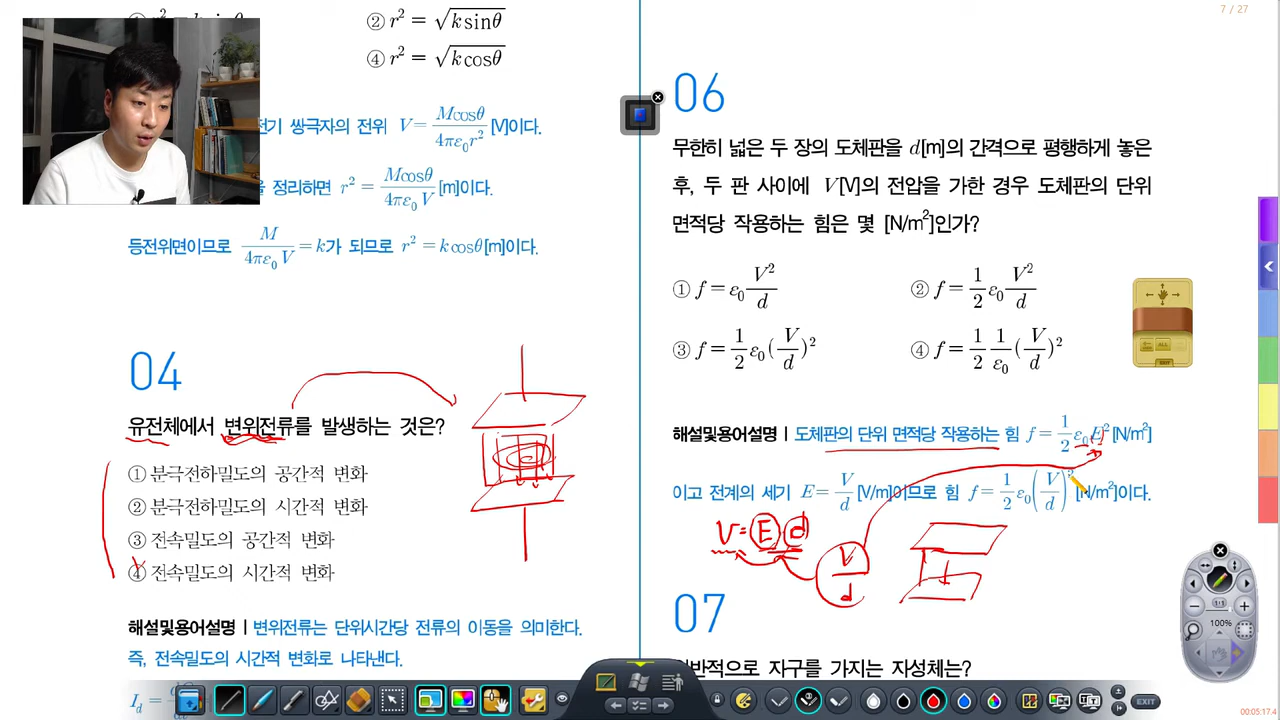 ② r² = √ksinθ
④ r² = √kcosθ
전기 쌍극자의 전위 V = Mcosθ / 4πε₀r² [V]이다.
정리하면 r² = Mcosθ / 4πε₀V [m]이다.
등전위면이므로 M / 4πε₀V = k가 되므로 r² = kcosθ[m]이다.
04
유전체에서 변위전류를 발생하는 것은?
① 분극전하밀도의 공간적 변화
② 분극전하밀도의 시간적 변화
③ 전속밀도의 공간적 변화
④ 전속밀도의 시간적 변화
해설및용어설명 | 변위전류는 단위시간당 전류의 이동을 의미한다.
즉, 전속밀도의 시간적 변화로 나타낸다.
7 / 27
06
무한히 넓은 두 장의 도체판을 d[m]의 간격으로 평행하게 놓은
후, 두 판 사이에 V[V]의 전압을 가한 경우 도체판의 단위
면적당 작용하는 힘은 몇 [N/m²]인가?
① f = ε₀ V²/d
② f = 1/2 ε₀ V²/d
③ f = 1/2 ε₀(V/d)²
④ f = 1/2 1/ε₀ (V/d)²
해설및용어설명 | 도체판의 단위 면적당 작용하는 힘 f = 1/2 ε₀E² [N/m²]
이고 전계의 세기 E = V/d [V/m]이므로 힘 f = 1/2 ε₀(V/d)² [N/m²]이다.
V = E d
V/d
07
일반적으로 자구를 가지는 자성체는?
100%
EXIT
00:05:17.4